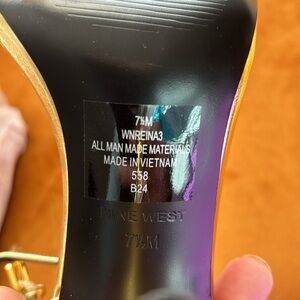 7½M
WNREINA3
ALL MAN MADE MATERIALS
MADE IN VIETNAM
558
B24
NINE WEST
7½M